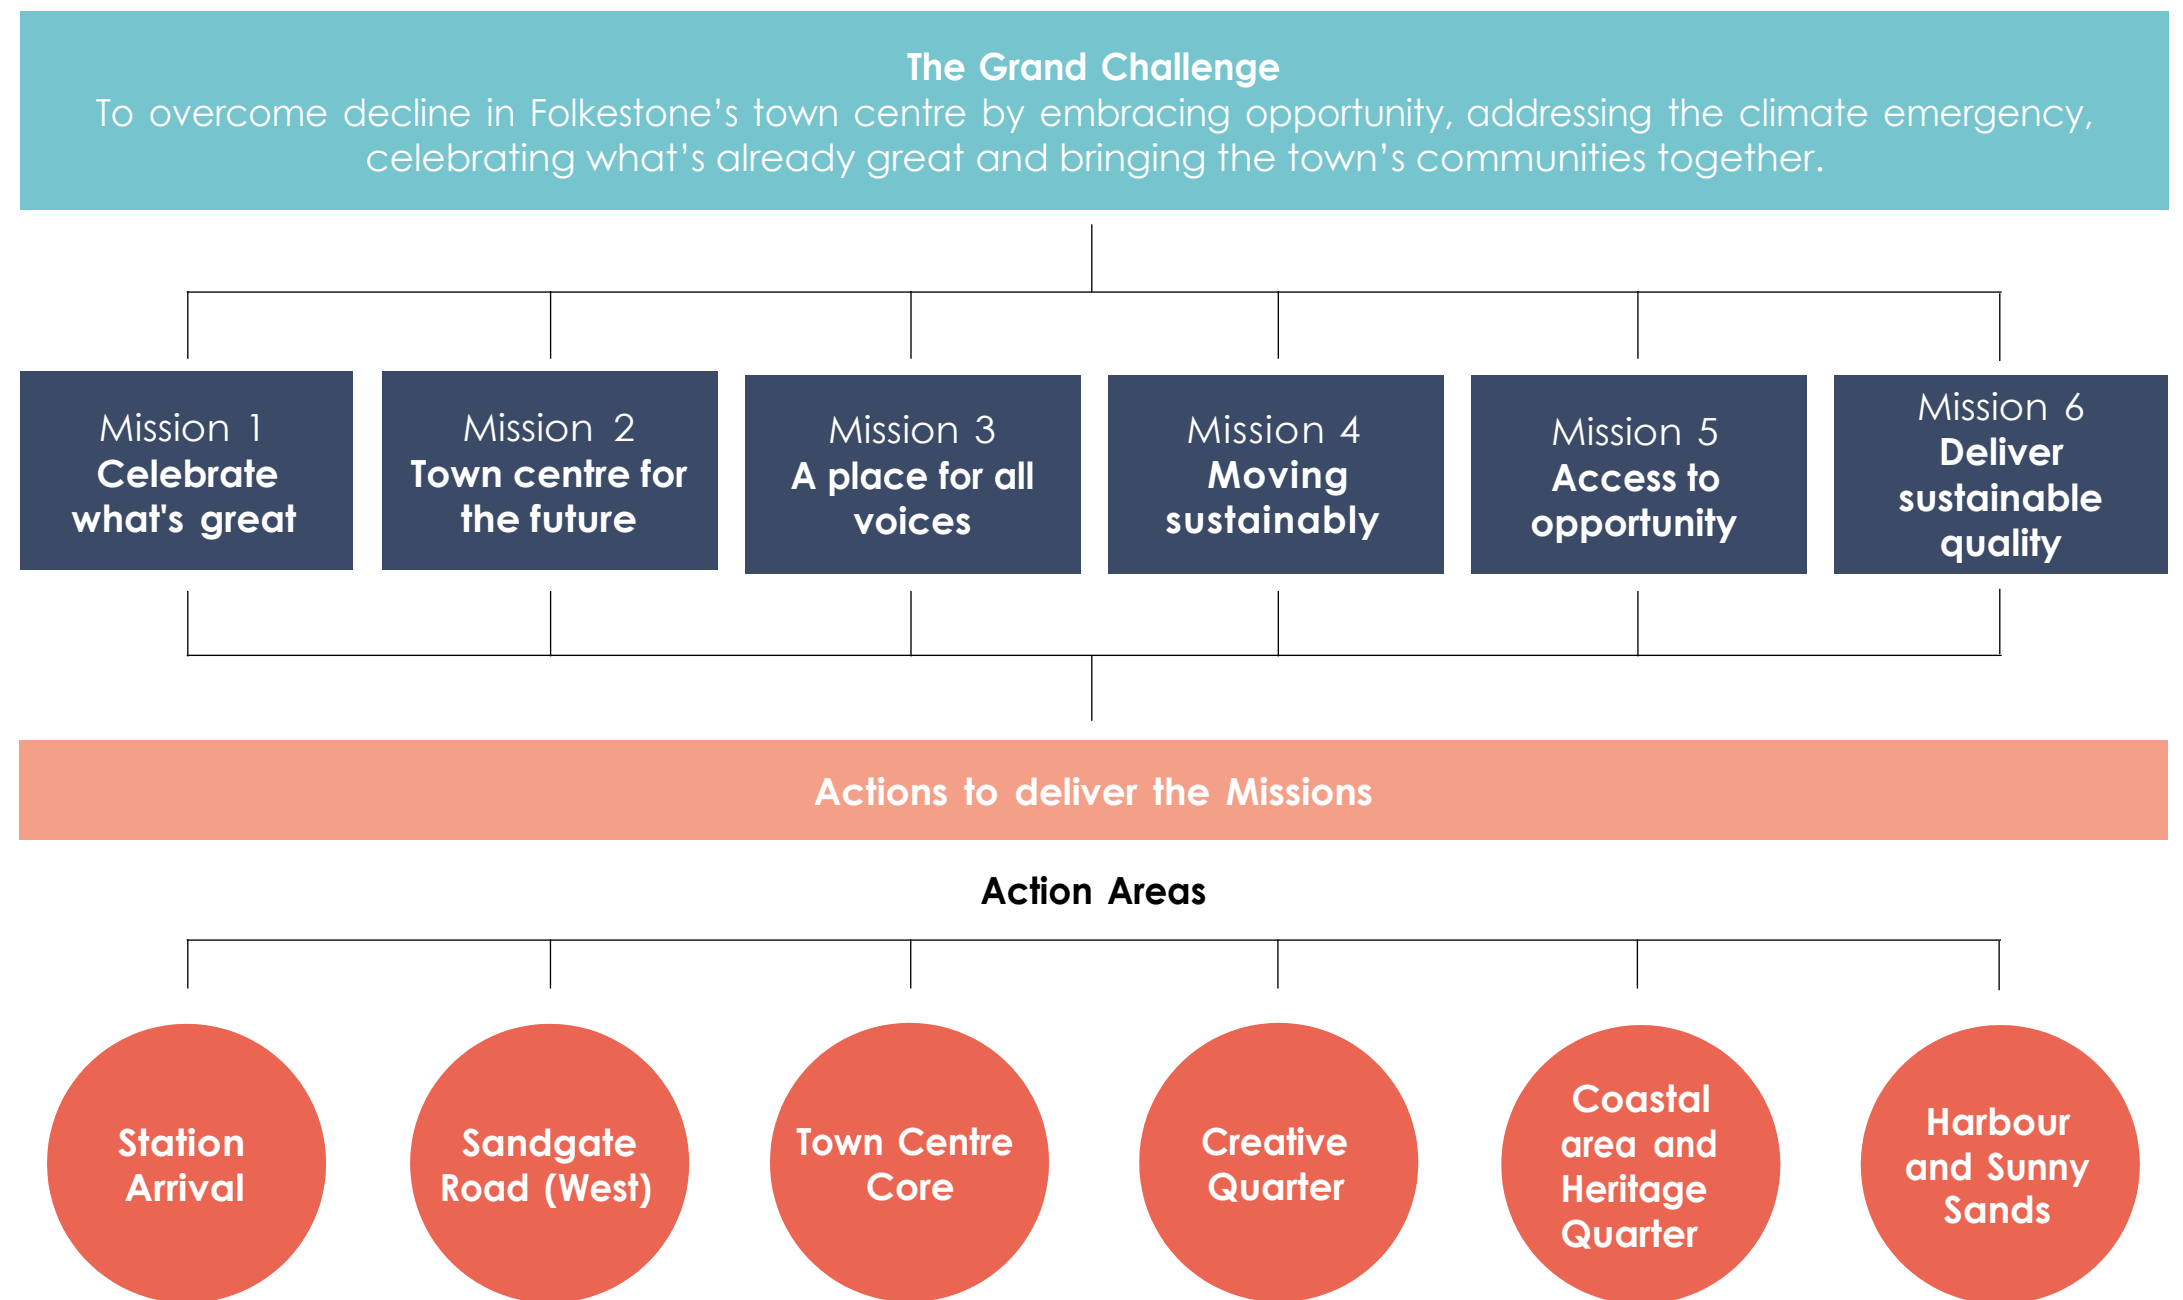 The Grand Challenge
To overcome decline in Folkestone’s town centre by embracing opportunity, addressing the climate emergency,
celebrating what’s already great and bringing the town’s communities together.
Mission 1
Celebrate
what's great
Mission 2
Town centre for
the future
Mission 3
A place for all
voices
Mission 4
Moving
sustainably
Mission 5
Access to
opportunity
Mission 6
Deliver
sustainable
quality
Actions to deliver the Missions
Action Areas
Station
Arrival
Sandgate
Road (West)
Town Centre
Core
Creative
Quarter
Coastal
area and
Heritage
Quarter
Harbour
and Sunny
Sands